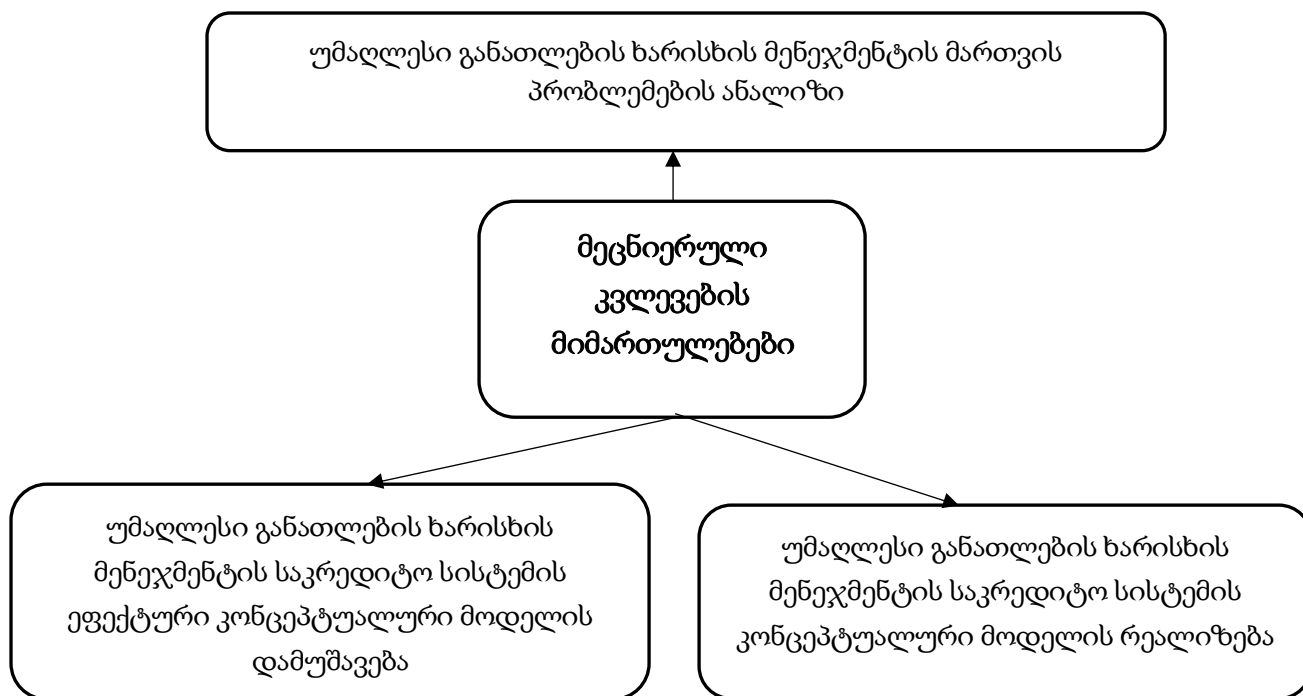 უმაღლესი განათლების ხარისხის მენეჯმენტის მართვის
პრობლემების ანალიზი
მეცნიერული
კვლევების
მიმართულებები
უმაღლესი განათლების ხარისხის
მენეჯმენტის საკრედიტო სისტემის
ეფექტური კონცეპტუალური მოდელის
დამუშავება
უმაღლესი განათლების ხარისხის
მენეჯმენტის საკრედიტო სისტემის
კონცეპტუალური მოდელის რეალიზება